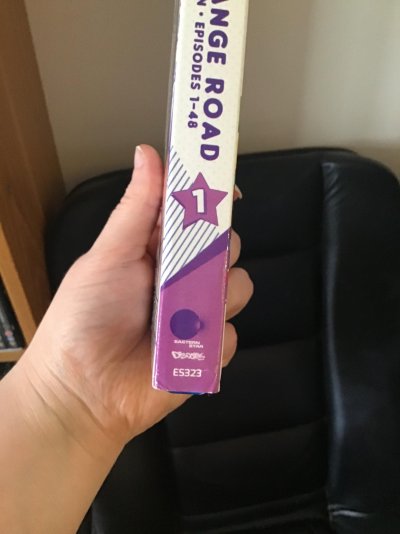 ANGE ROAD
N • EPISODES 1-48
1
EASTERN
STAR
ES323